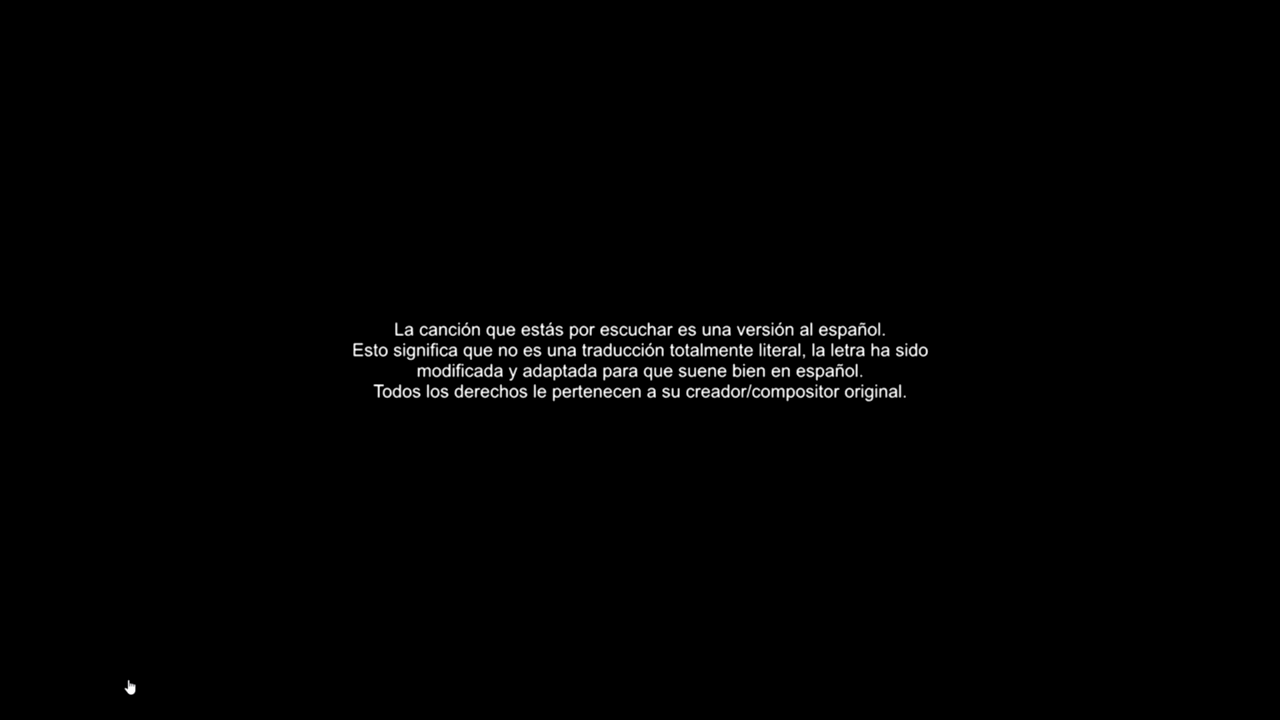 La canción que estás por escuchar es una versión al español.
Esto significa que no es una traducción totalmente literal, la letra ha sido
modificada y adaptada para que suene bien en español.
Todos los derechos le pertenecen a su creador/compositor original.